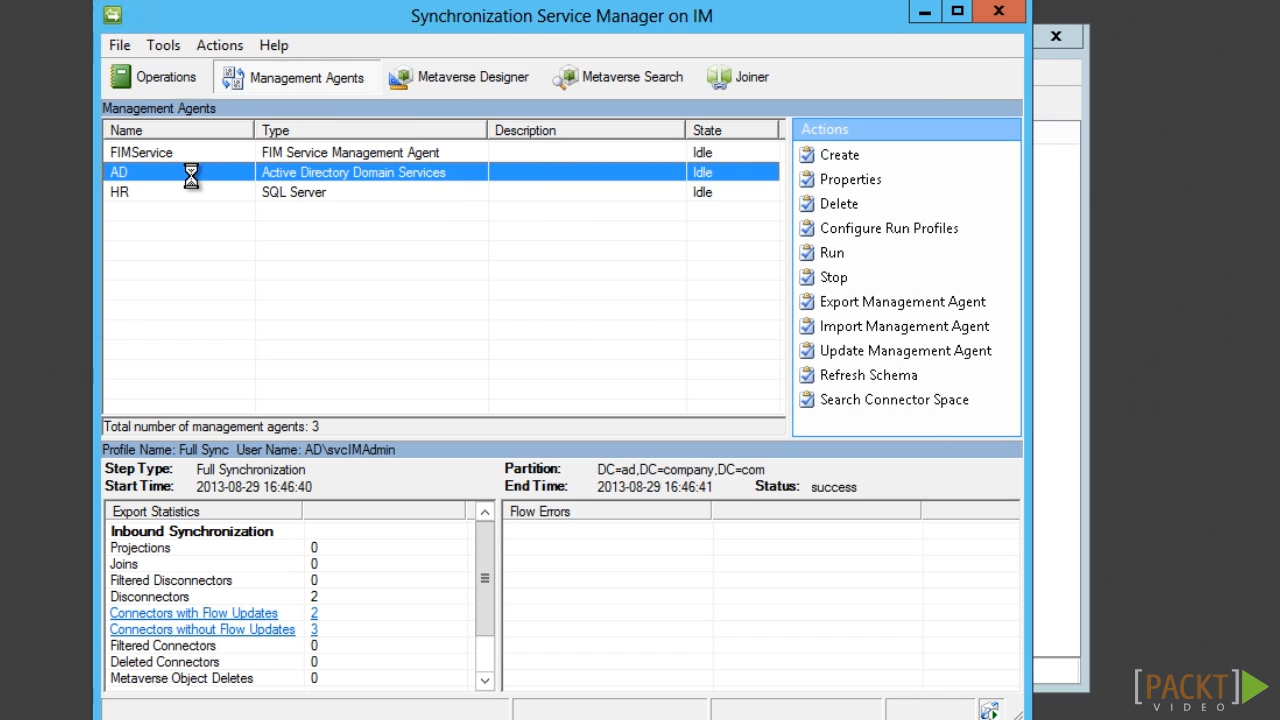 Synchronization Service Manager on IM
File Tools Actions Help
Operations Management Agents Metaverse Designer Metaverse Search Joiner
Management Agents
Name Type Description State
FIMService FIM Service Management Agent Idle
AD Active Directory Domain Services Idle
HR SQL Server Idle
Total number of management agents: 3
Actions
Create
Properties
Delete
Configure Run Profiles
Run
Stop
Export Management Agent
Import Management Agent
Update Management Agent
Refresh Schema
Search Connector Space
Profile Name: Full Sync User Name: AD\svcIMAdmin
Step Type: Full Synchronization Partition: DC=ad,DC=company,DC=com
Start Time: 2013-08-29 16:46:40 End Time: 2013-08-29 16:46:41 Status: success
Export Statistics Flow Errors
Inbound Synchronization
Projections 0
Joins 0
Filtered Disconnectors 0
Disconnectors 2
Connectors with Flow Updates 2
Connectors without Flow Updates 3
Filtered Connectors 0
Deleted Connectors 0
Metaverse Object Deletes 0
[PACKT]
VIDEO